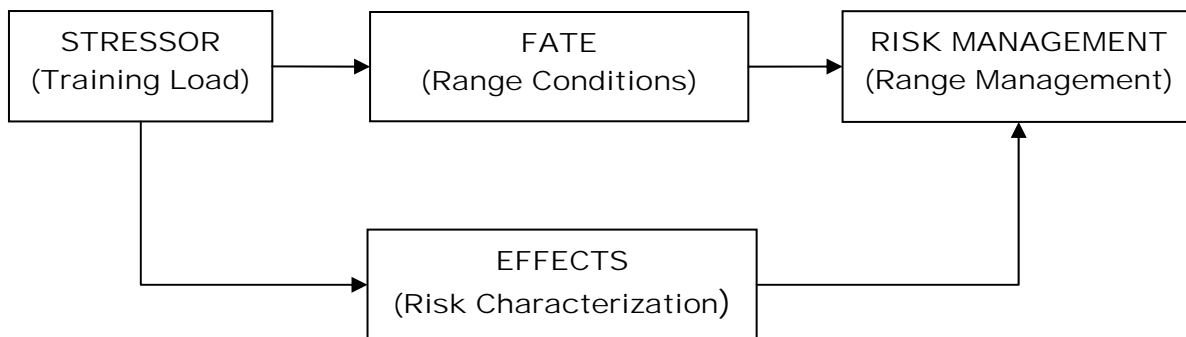 STRESSOR
(Training Load)
FATE
(Range Conditions)
RISK MANAGEMENT
(Range Management)
EFFECTS
(Risk Characterization)